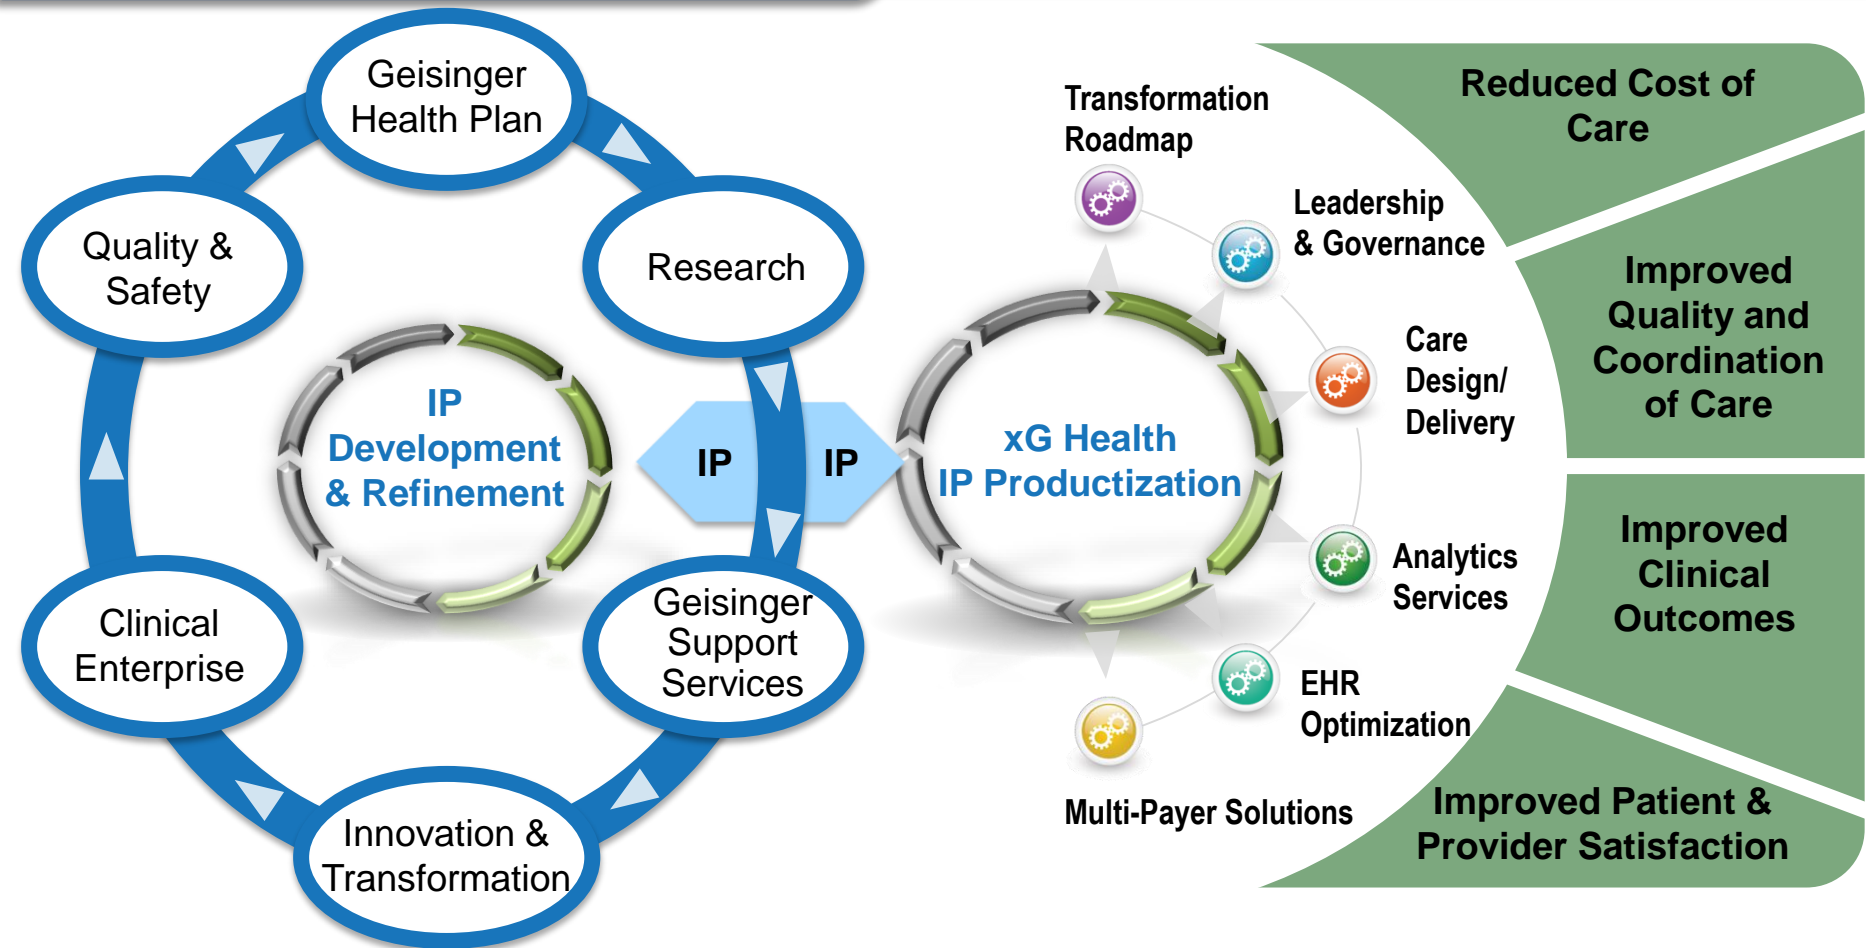 Geisinger
Health Plan
Quality &
Safety
Research
IP
Development
& Refinement
IP
IP
Clinical
Enterprise
Geisinger
Support
Services
Innovation &
Transformation
xG Health
IP Productization
Transformation
Roadmap
Leadership
& Governance
Care
Design/
Delivery
Analytics
Services
EHR
Optimization
Multi-Payer Solutions
Reduced Cost of
Care
Improved
Quality and
Coordination
of Care
Improved
Clinical
Outcomes
Improved Patient &
Provider Satisfaction